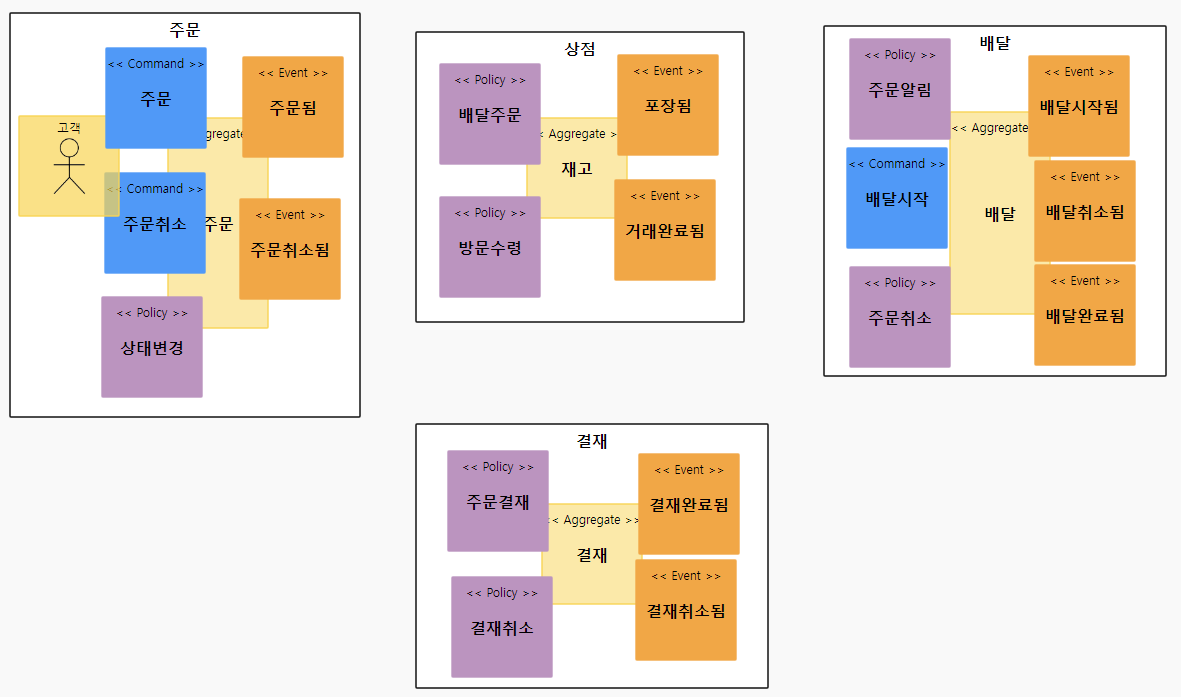 주문
<< Command >>
주문
<< Event >>
주문됨
고객
gregate
<< Command >>
주문취소
주문
<< Event >>
주문취소됨
<< Policy >>
상태변경
상점
<< Policy >>
배달주문
<< Event >>
포장됨
< Aggregate >
재고
<< Policy >>
방문수령
<< Event >>
거래완료됨
배달
<< Policy >>
주문알림
<< Event >>
배달시작됨
<< Aggregate
배달
<< Command >>
배달시작
<< Event >>
배달취소됨
<< Policy >>
주문취소
<< Event >>
배달완료됨
결재
<< Policy >>
주문결재
<< Event >>
결재완료됨
< Aggregate >>
결재
<< Policy >>
결재취소
<< Event >>
결재취소됨